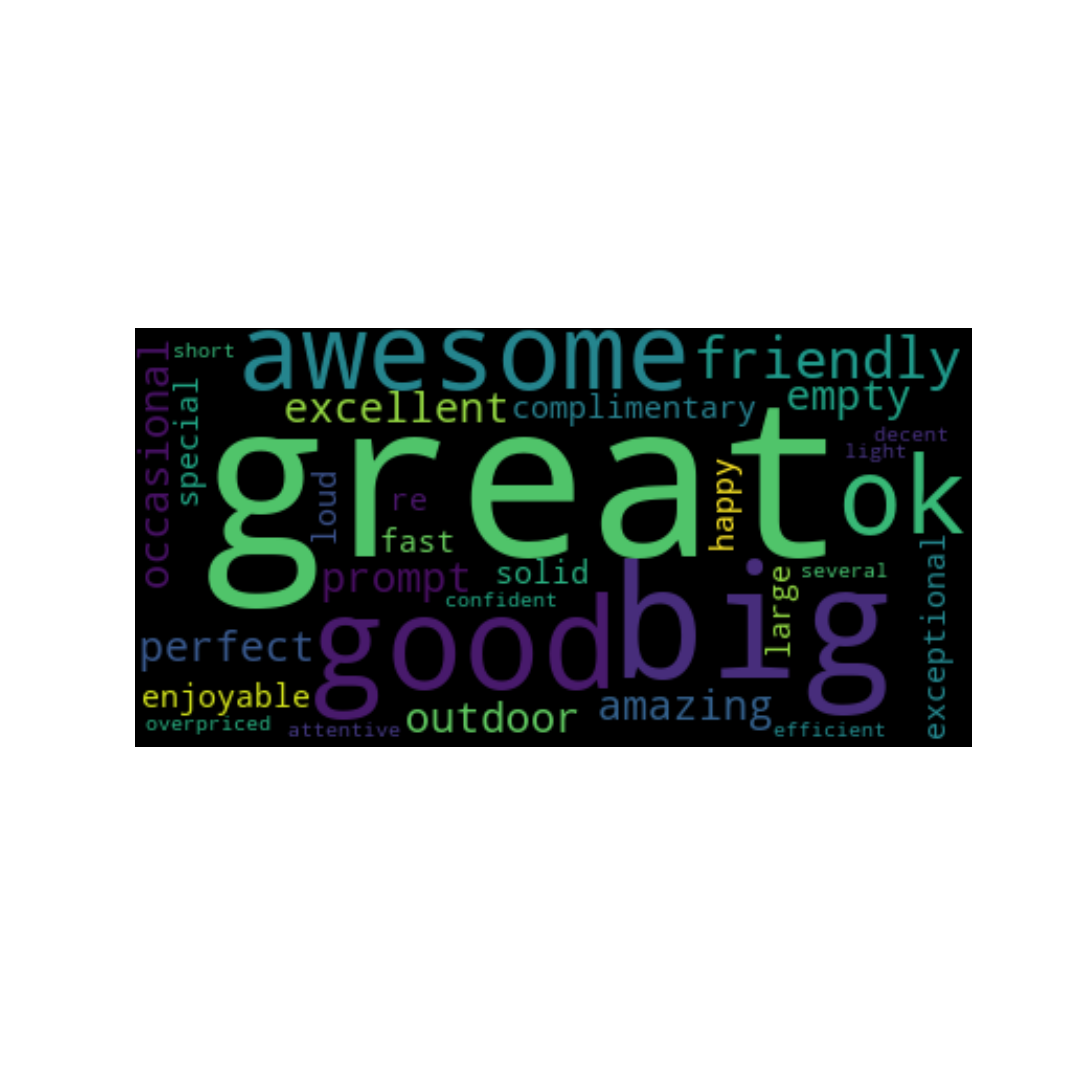 awesome
friendly
short
occasional
special
excellent
complimentary
empty
great
decent
light
ok
loud
re
happy
fast
prompt
solid
confident
several
large
good
big
exceptional
perfect
enjoyable
amazing
outdoor
overpriced
attentive
efficient